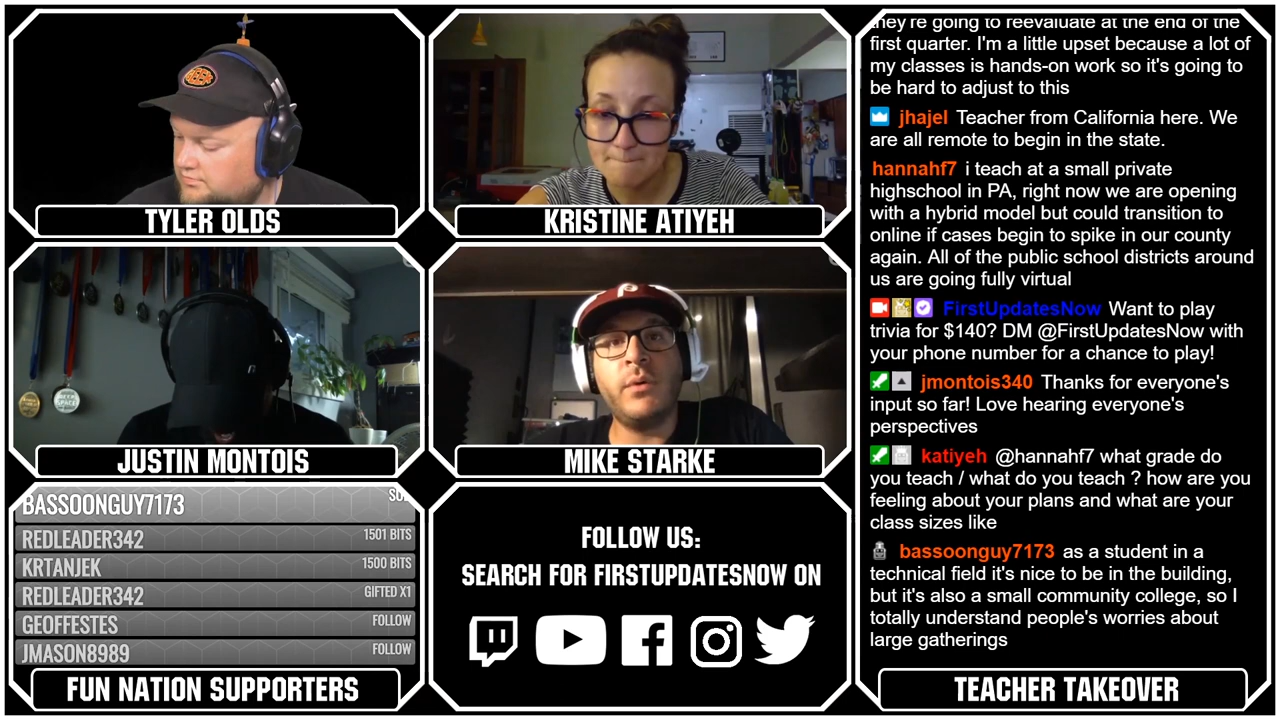 TYLER OLDS
KRISTINE ATIYEH
JUSTIN MONTOIS
MIKE STARKE
BASSOONGUY7173
REDLEADER342 1501 BITS
KRTANJEK 1500 BITS
REDLEADER342 GIFTED X1
GEOFFESTES FOLLOW
JMASON8989 FOLLOW
FUN NATION SUPPORTERS
FOLLOW US:
SEARCH FOR FIRSTUPDATESNOW ON
they're going to reevaluate at the end of the
first quarter. I'm a little upset because a lot of
my classes is hands-on work so it's going to
be hard to adjust to this
jhajel Teacher from California here. We
are all remote to begin in the state.
hannahf7 i teach at a small private
highschool in PA, right now we are opening
with a hybrid model but could transition to
online if cases begin to spike in our county
again. All of the public school districts around
us are going fully virtual
FirstUpdatesNow Want to play
trivia for $140? DM @FirstUpdatesNow with
your phone number for a chance to play!
jmontois340 Thanks for everyone's
input so far! Love hearing everyone's
perspectives
katiyeh @hannahf7 what grade do
you teach / what do you teach ? how are you
feeling about your plans and what are your
class sizes like
bassoonguy7173 as a student in a
technical field it's nice to be in the building,
but it's also a small community college, so I
totally understand people's worries about
large gatherings
TEACHER TAKEOVER